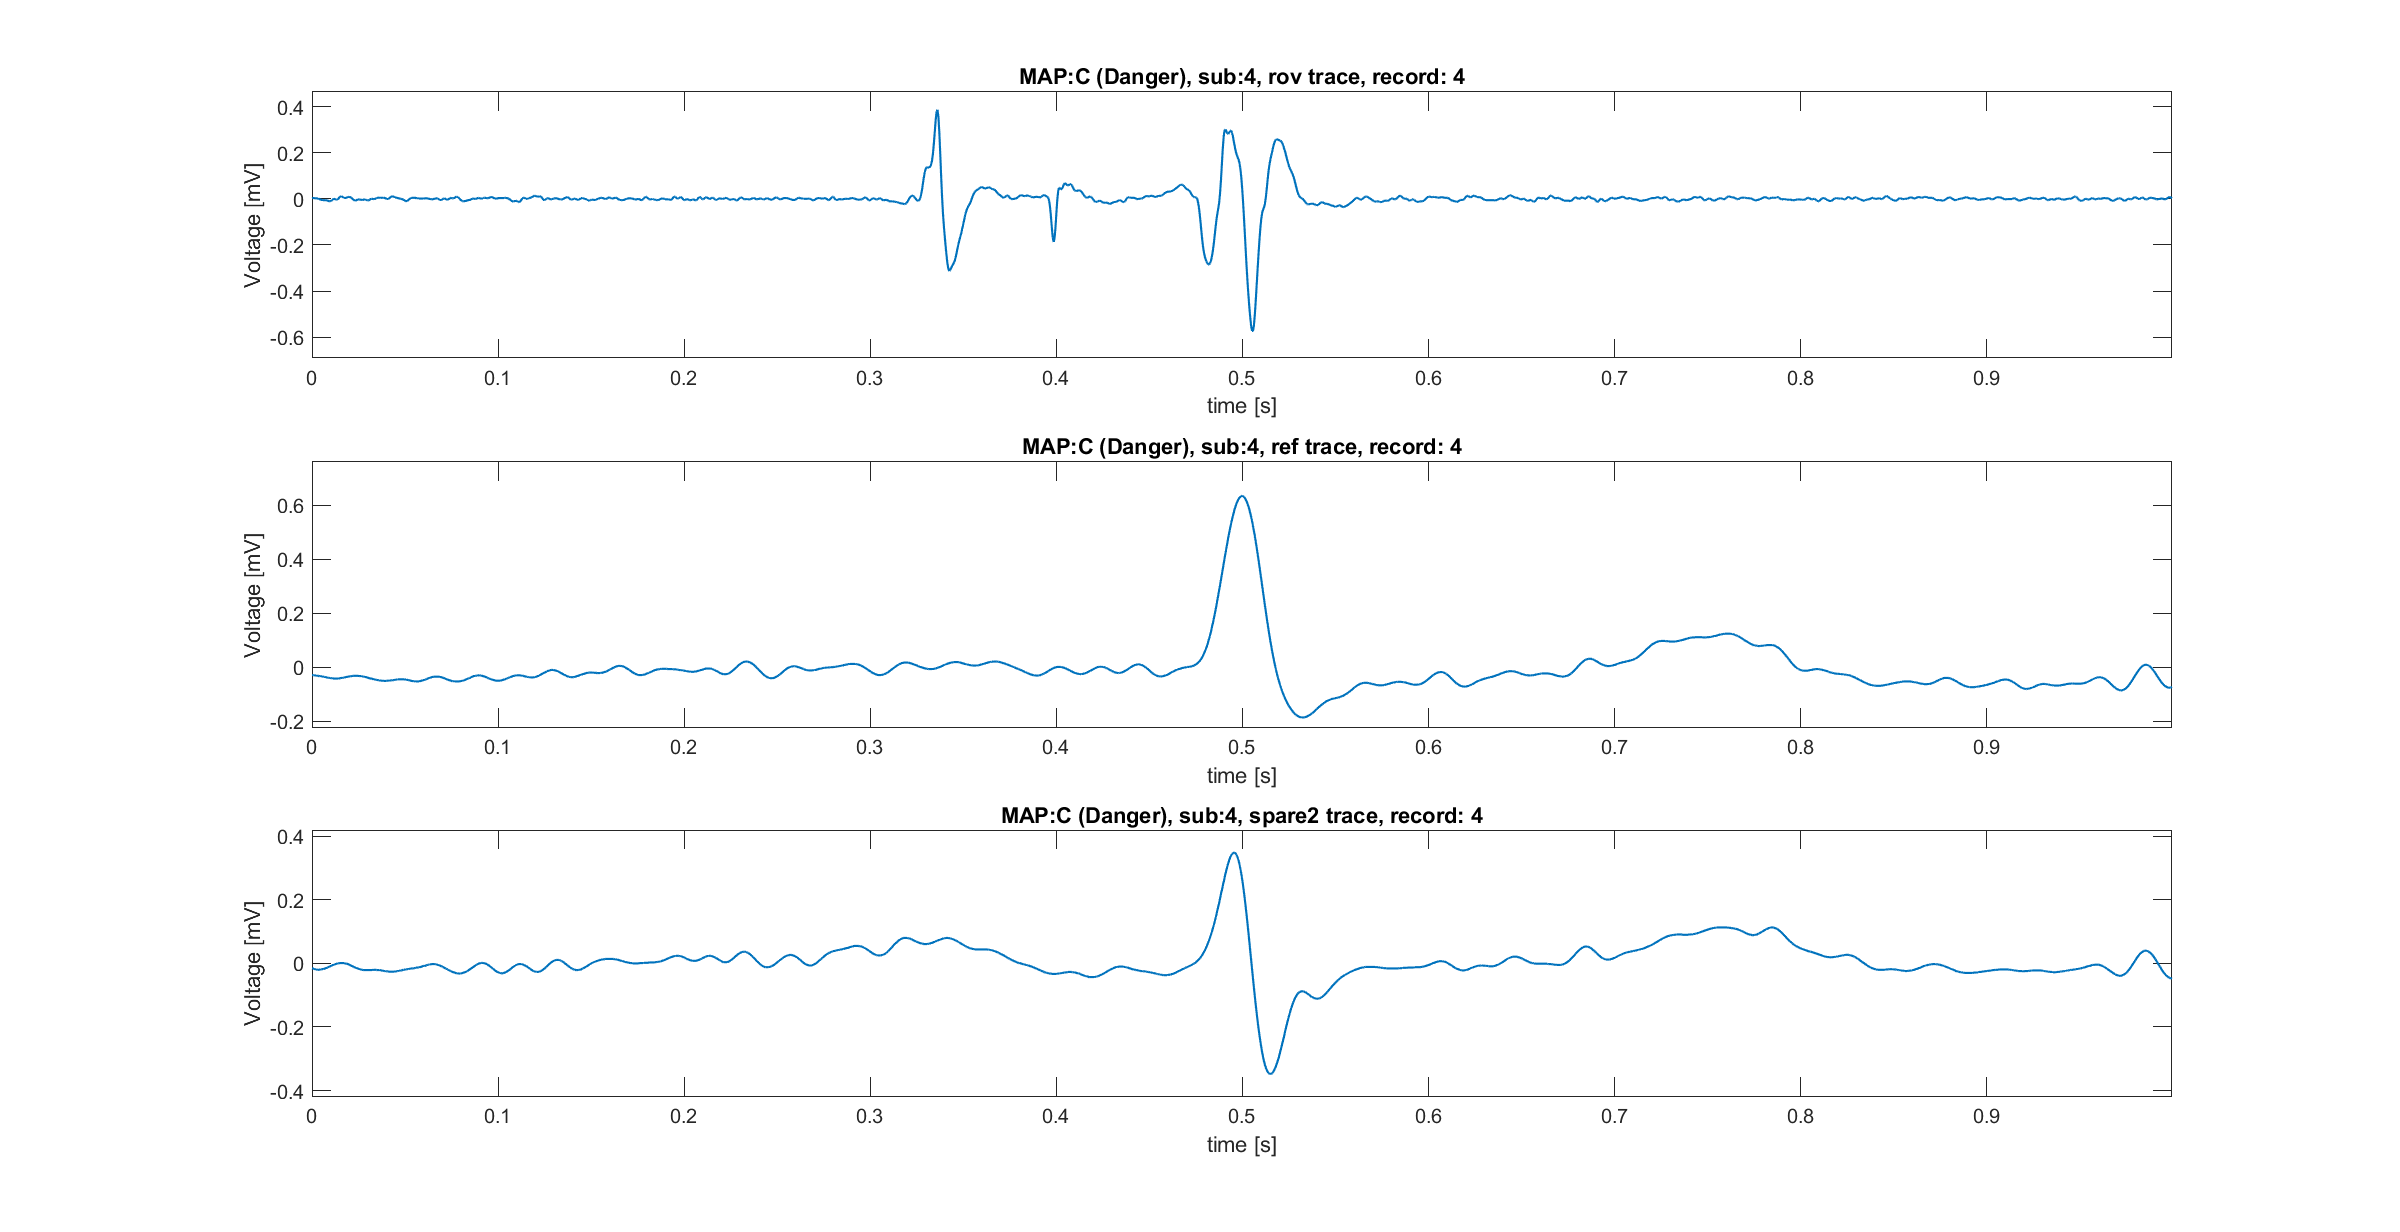 MAP:C (Danger), sub:4, rov trace, record: 4
Voltage [mV]
0.4
0.2
0
-0.2
-0.4
-0.6
0 0.1 0.2 0.3 0.4 0.5 0.6 0.7 0.8 0.9
time [s]
MAP:C (Danger), sub:4, ref trace, record: 4
Voltage [mV]
0.6
0.4
0.2
0
-0.2
0 0.1 0.2 0.3 0.4 0.5 0.6 0.7 0.8 0.9
time [s]
MAP:C (Danger), sub:4, spare2 trace, record: 4
Voltage [mV]
0.4
0.2
0
-0.2
-0.4
0 0.1 0.2 0.3 0.4 0.5 0.6 0.7 0.8 0.9
time [s]